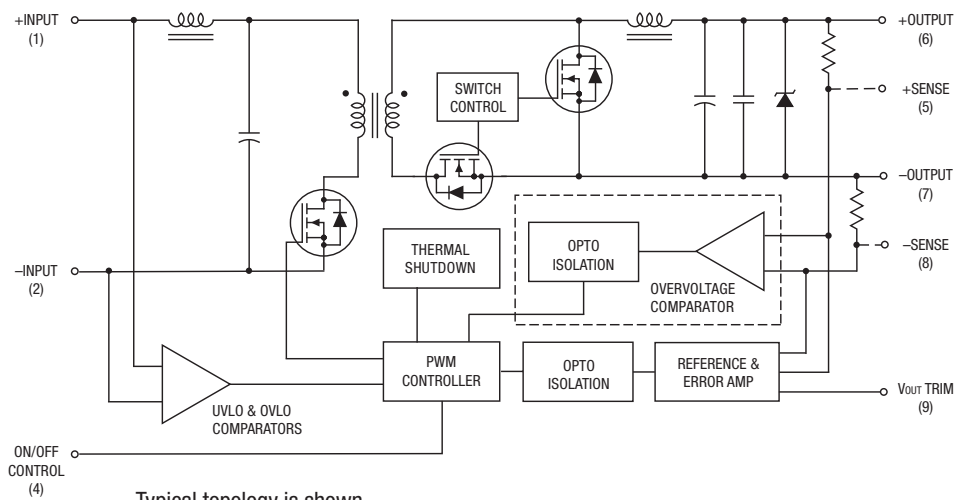 +INPUT
(1)
+OUTPUT
(6)
SWITCH
CONTROL
+SENSE
(5)
−OUTPUT
(7)
−INPUT
(2)
THERMAL
SHUTDOWN
OPTO
ISOLATION
OVERVOLTAGE
COMPARATOR
−SENSE
(8)
PWM
CONTROLLER
OPTO
ISOLATION
REFERENCE &
ERROR AMP
UVLO & OVLO
COMPARATORS
VOUT TRIM
(9)
ON/OFF
CONTROL
(4)
Typical topology is shown